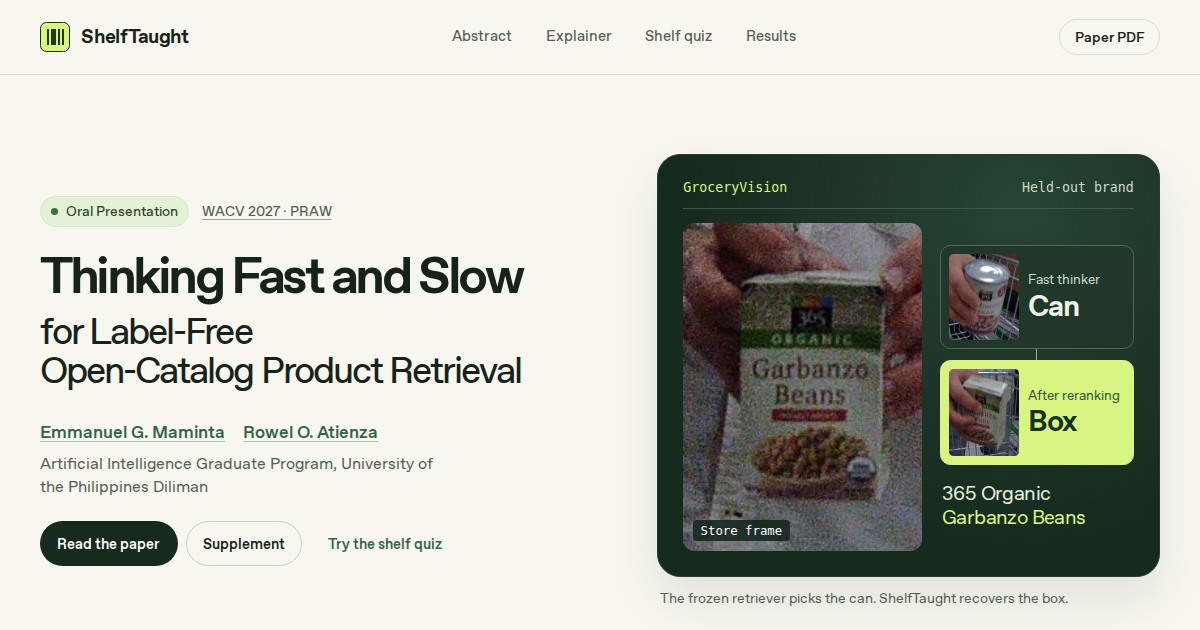 ShelfTaught
Abstract
Explainer
Shelf quiz
Results
Paper PDF
Oral Presentation
WACV 2027 · PRAW
Thinking Fast and Slow
for Label-Free
Open-Catalog Product Retrieval
Emmanuel G. Maminta
Rowel O. Atienza
Artificial Intelligence Graduate Program, University of
the Philippines Diliman
Read the paper
Supplement
Try the shelf quiz
GroceryVision
Held-out brand
365
ORGANIC
Garbanzo
Beans
Store frame
Fast thinker
Can
After reranking
Box
365 Organic
Garbanzo Beans
The frozen retriever picks the can. ShelfTaught recovers the box.